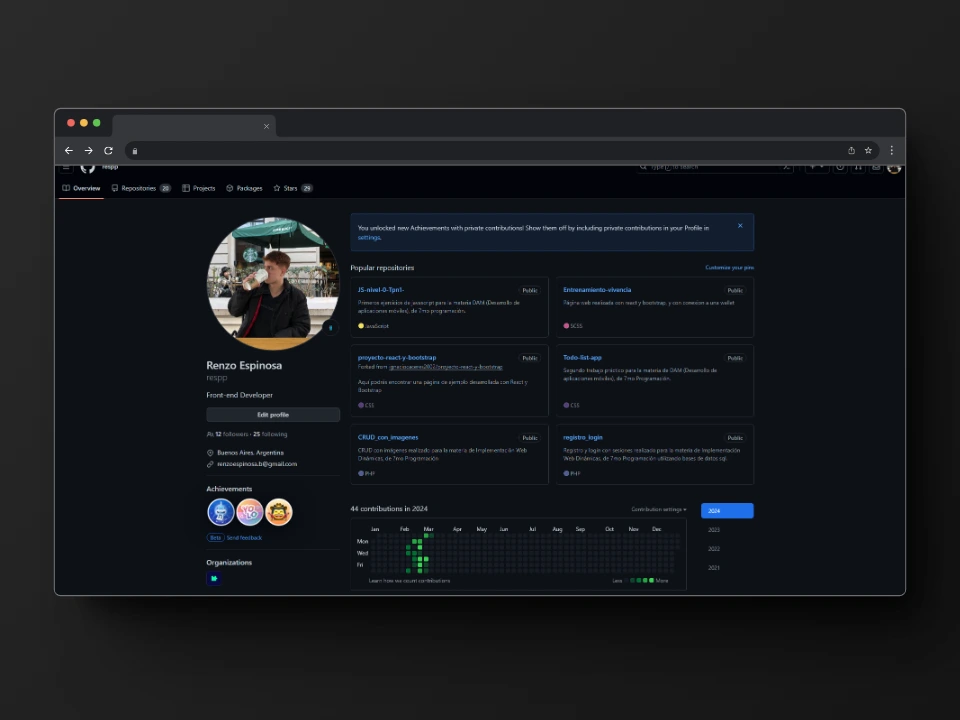 respp
Type / to search
Overview
Repositories 20
Projects
Packages
Stars 29
You unlocked new Achievements with private contributions! Show them off by including private contributions in your Profile in
settings.
Popular repositories
Customize your pins
JS-nivel-0-Tpn1-
Public
Primeros ejercicios de javascript para la materia DAM (Desarrollo de
aplicaciones móviles), de 7mo programación.
JavaScript
Entrenamiento-vivencia
Public
Página web realizada con react y bootstrap, y con conexion a una wallet
SCSS
proyecto-react-y-bootstrap
Public
Forked from
Aquí podrés encontrar una página de ejemplo desarrollada con React y
Bootstrap
CSS
Todo-list-app
Public
Segundo trabajo práctico para la materia de DAM (Desarrollo de
aplicaciones móviles), de 7mo Programación.
CSS
CRUD_con_imagenes
Public
CRUD con imágenes realizado para la materia de Implementación Web
Dinámicas, de 7mo Programación
PHP
registro_login
Public
Registro y login con sesiones realizado para la materia de Implementación
Web Dinámicas, de 7mo Programación utilizando bases de datos sql
PHP
Renzo Espinosa
respp
Front-end Developer
Edit profile
12 followers · 25 following
Buenos Aires, Argentina
renzoespinosa.b@gmail.com
Achievements
YOLO
Beta Send feedback
Organizations
44 contributions in 2024
Contribution settings
Jan Feb Mar Apr May Jun Jul Aug Sep Oct Nov Dec
Mon
Wed
Fri
Learn how we count contributions
Less More
2024
2023
2022
2021